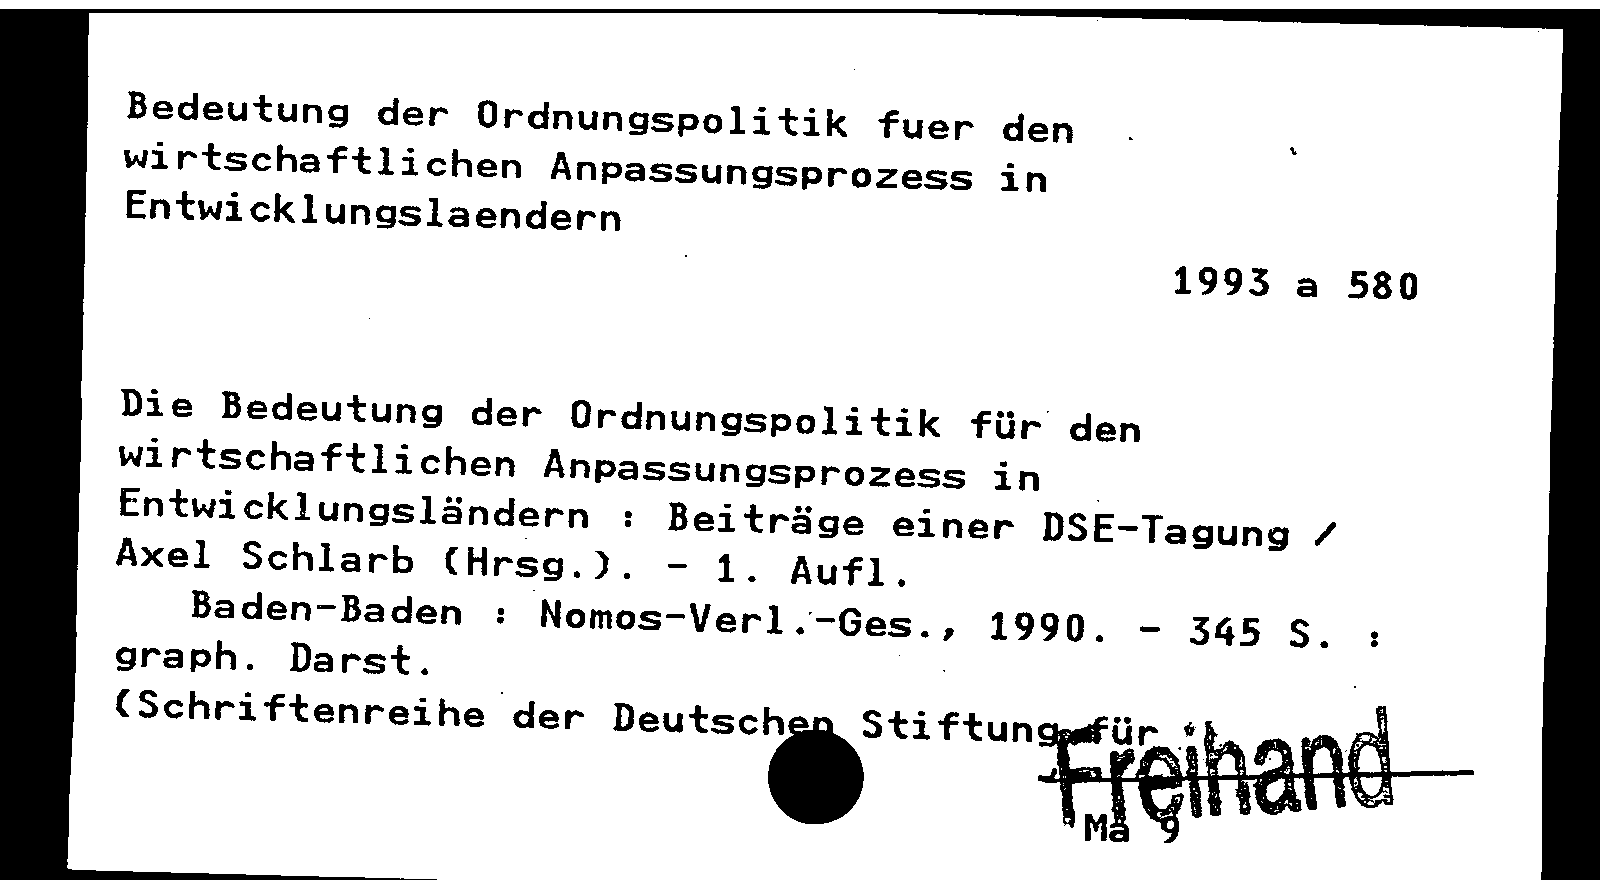 Bedeutung der Ordnungspolitik fuer den
wirtschaftlichen Anpassungsprozess in
Entwicklungslaendern
1993 a 580
Die Bedeutung der Ordnungspolitik für den
wirtschaftlichen Anpassungsprozess in
Entwicklungsländern : Beiträge einer DSE-Tagung /
Axel Schlarb (Hrsg.). - 1. Aufl.
Baden-Baden : Nomos-Verl.-Ges., 1990. - 345 S. :
graph. Darst.
(Schriftenreihe der Deutschen Stiftung für
Freihand
Ma 9